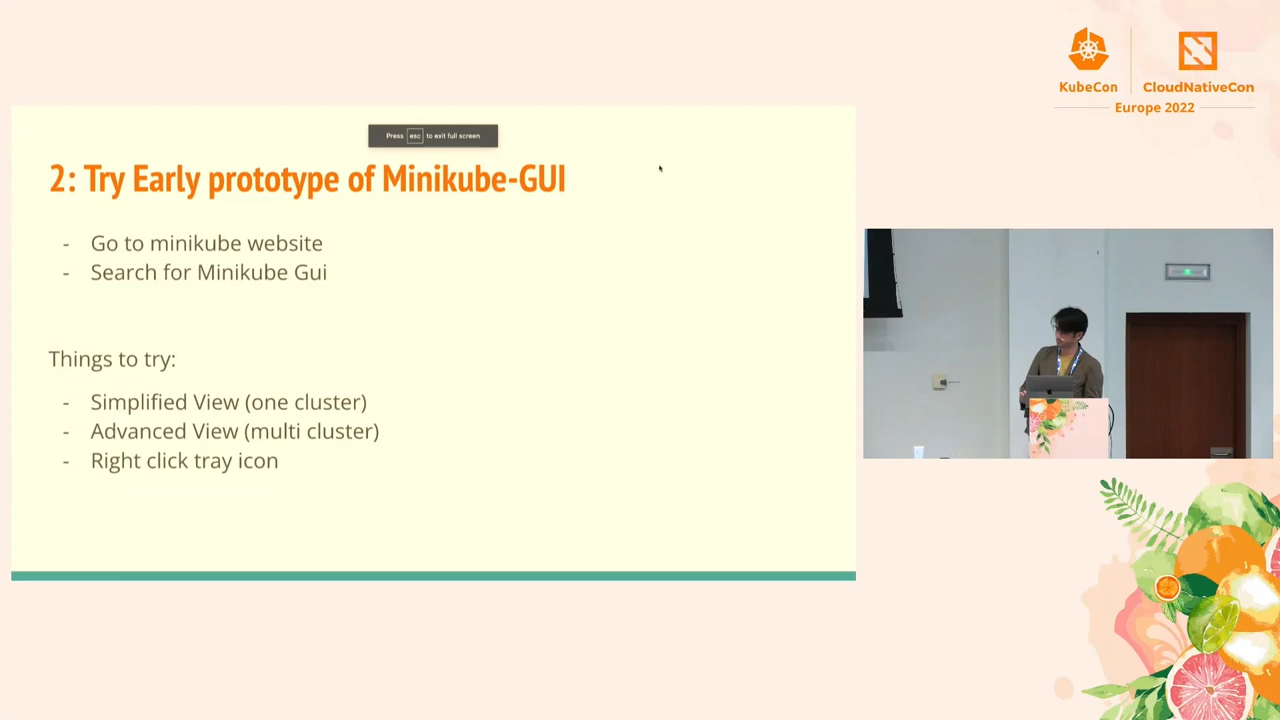 KubeCon
CloudNativeCon
Europe 2022
Press esc to exit full screen
2: Try Early prototype of Minikube-GUI
- Go to minikube website
- Search for Minikube Gui
Things to try:
- Simplified View (one cluster)
- Advanced View (multi cluster)
- Right click tray icon